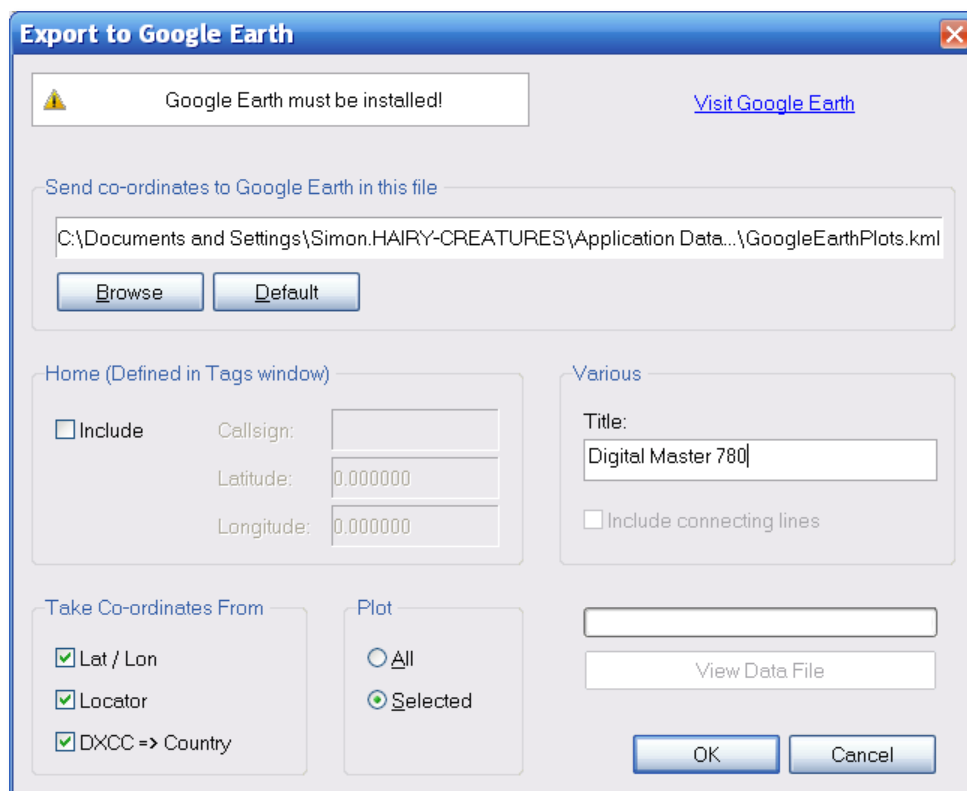 Export to Google Earth
Google Earth must be installed!
Visit Google Earth
Send co-ordinates to Google Earth in this file
C:\Documents and Settings\Simon.HAIRY-CREATURES\Application Data...\GoogleEarthPlots.kml
Browse Default
Home (Defined in Tags window)
Include
Callsign:
Latitude: 0.000000
Longitude: 0.000000
Various
Title:
Digital Master 780
Include connecting lines
Take Co-ordinates From
Lat / Lon
Locator
DXCC => Country
Plot
All
Selected
View Data File
OK Cancel